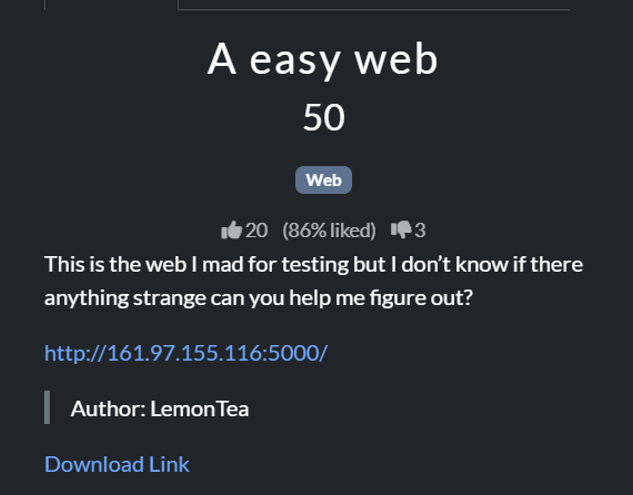 A easy web
50
Web
20 (86% liked) 3
This is the web I mad for testing but I don't know if there
anything strange can you help me figure out?
http://161.97.155.116:5000/
Author: LemonTea
Download Link